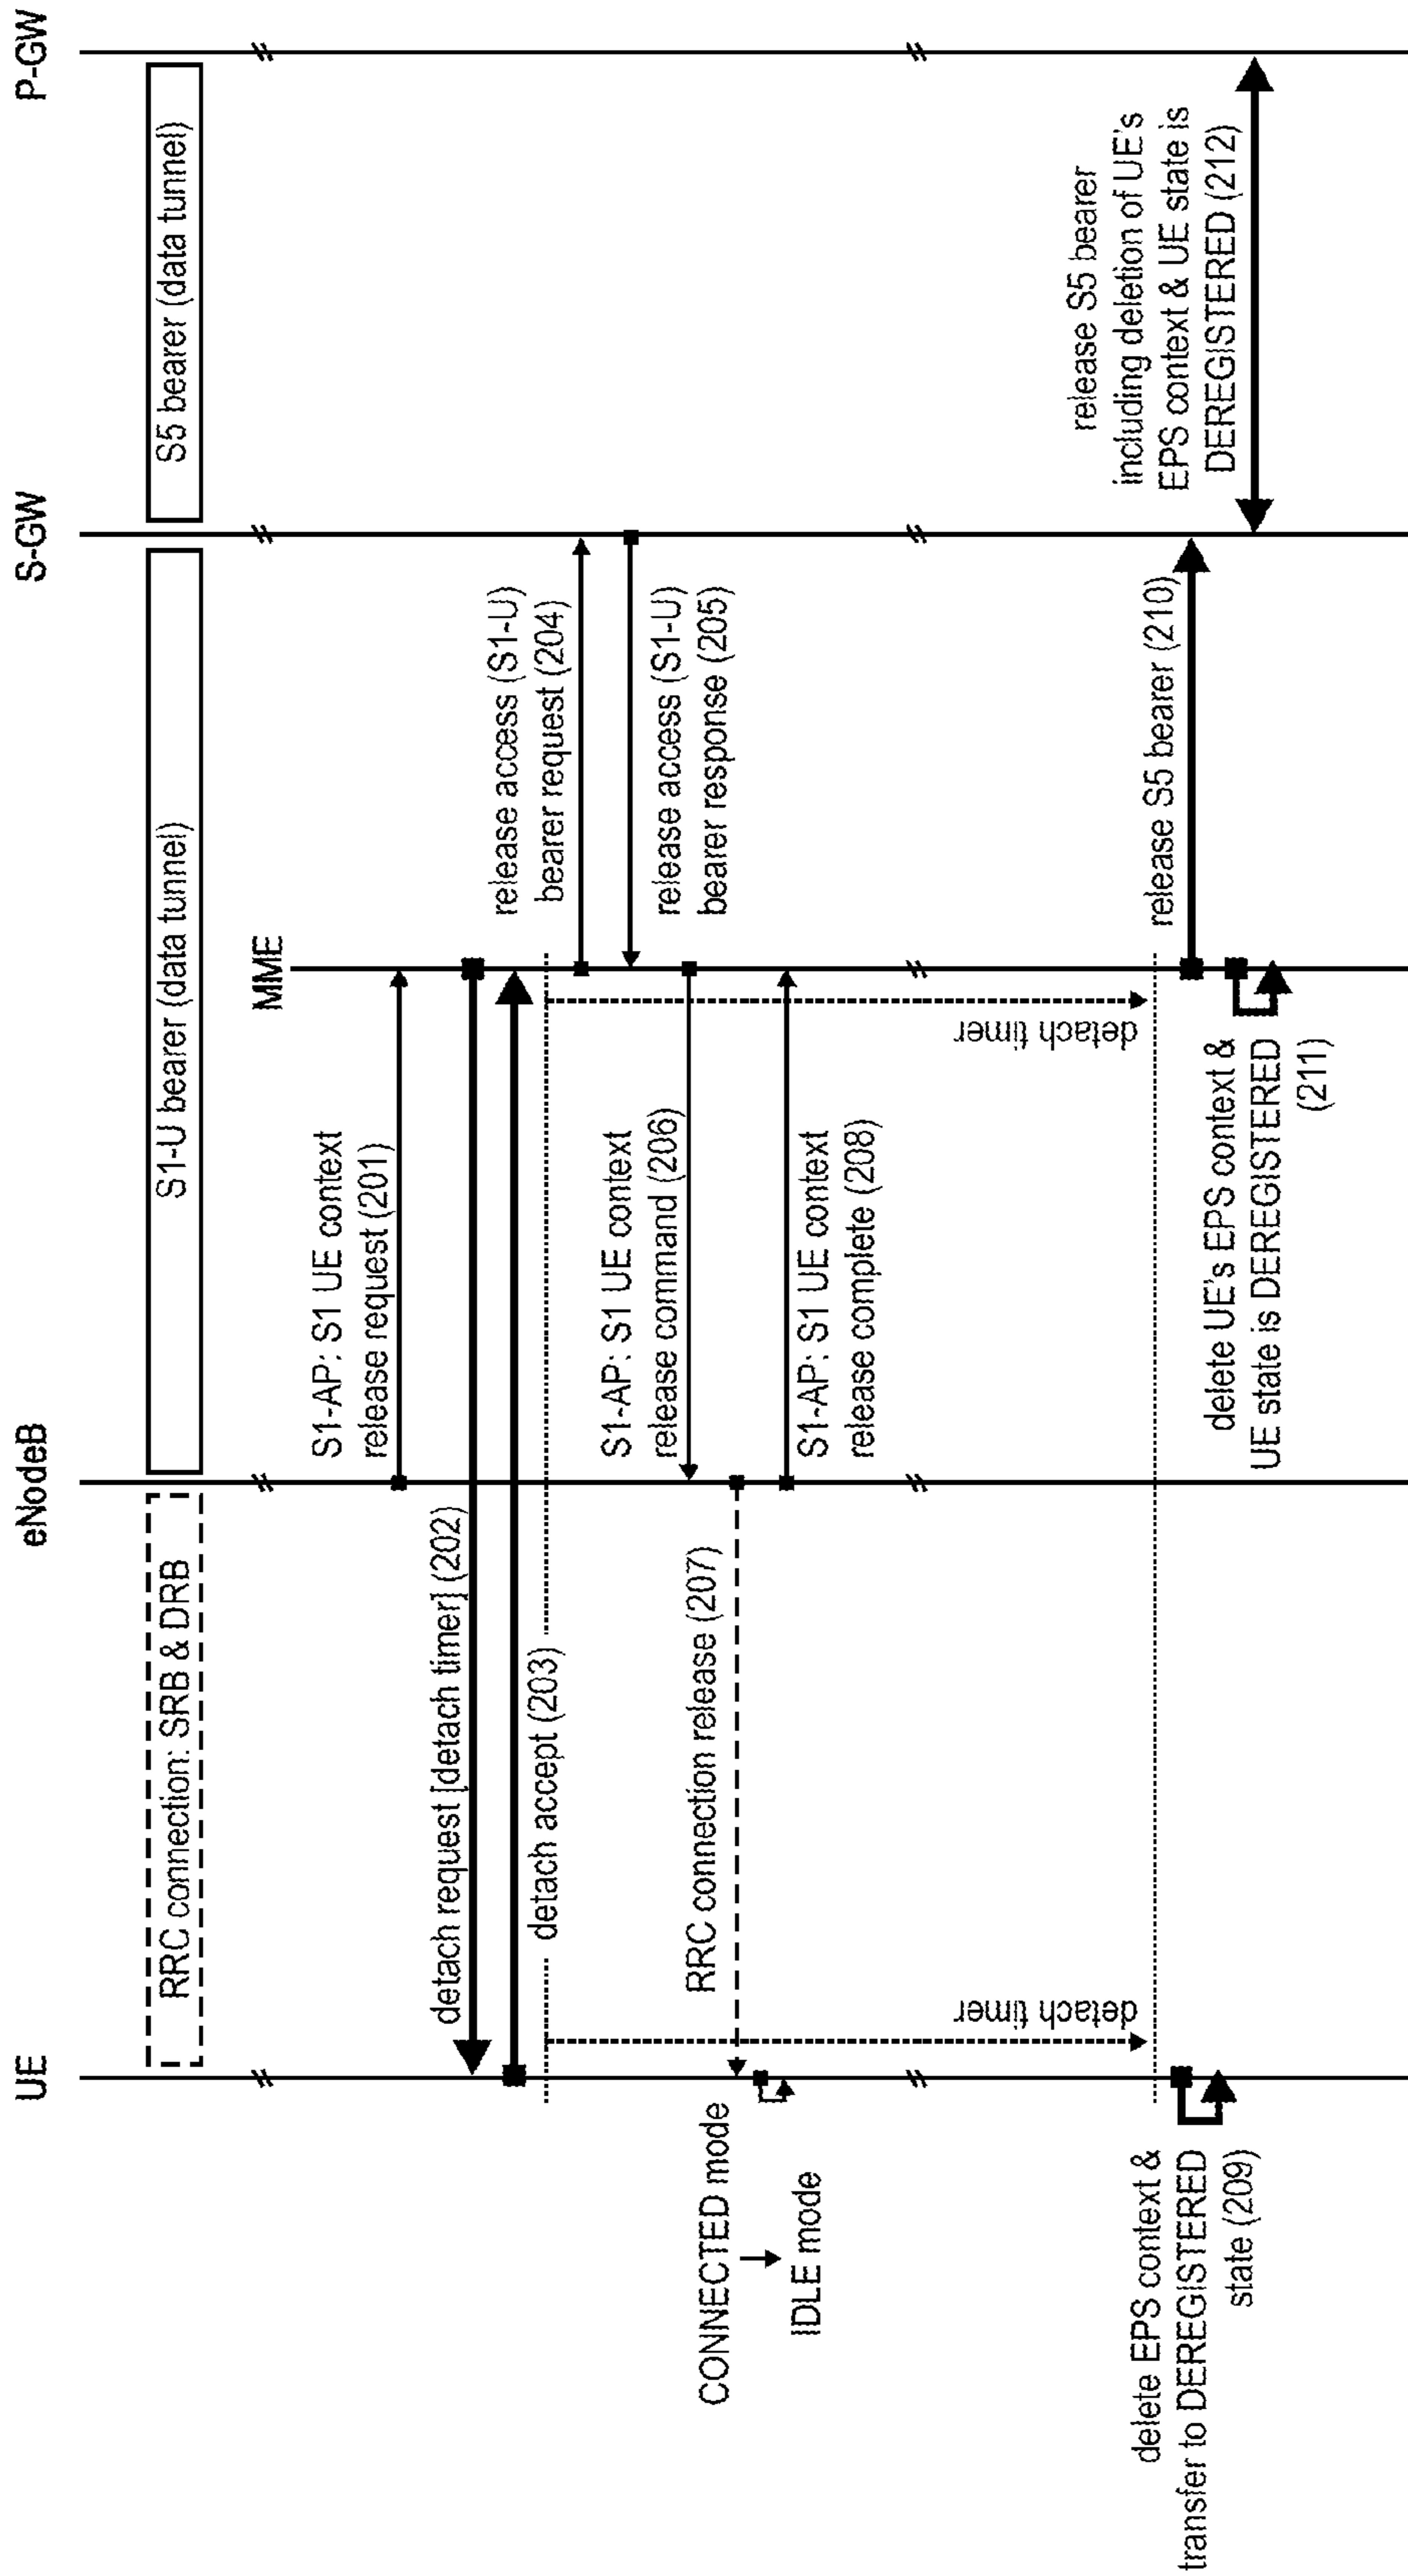 UE
eNodeB
S-GW
P-GW
RRC connection: SRB & DRB
S1-U bearer (data tunnel)
S5 bearer (data tunnel)
MME
S1-AP: S1 UE context
release request (201)
detach request [detach timer] (202)
detach accept (203)
release access (S1-U)
bearer request (204)
release access (S1-U)
bearer response (205)
S1-AP: S1 UE context
release command (206)
RRC connection release (207)
CONNECTED mode
IDLE mode
S1-AP: S1 UE context
release complete (208)
detach timer
detach timer
delete EPS context &
transfer to DEREGISTERED
state (209)
release S5 bearer (210)
delete UE's EPS context &
UE state is DEREGISTERED
(211)
release S5 bearer
including deletion of UE's
EPS context & UE state is
DEREGISTERED (212)